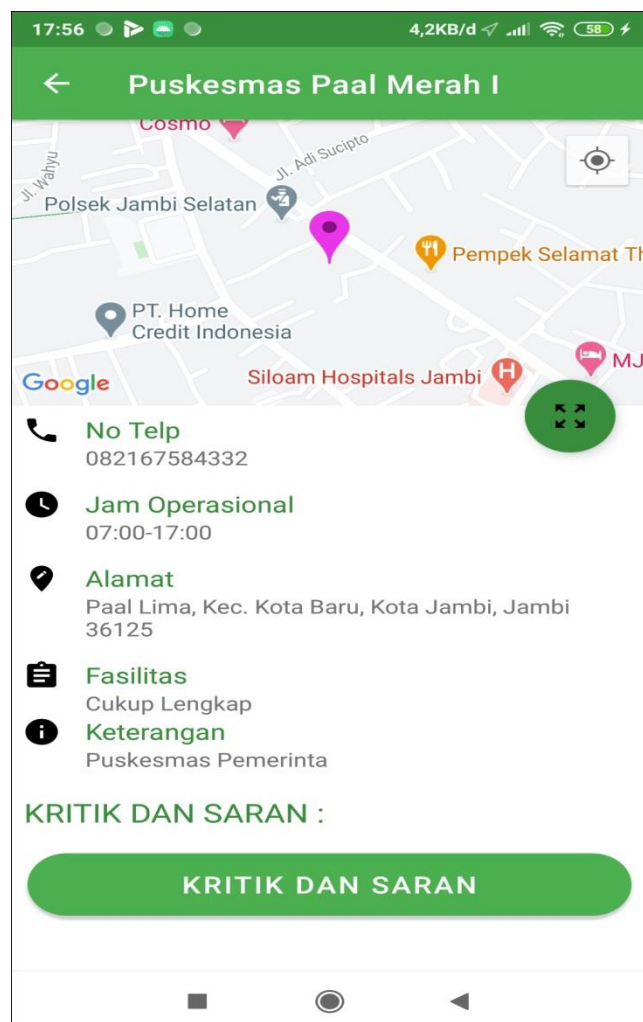 17:56 4,2KB/d 58
Puskesmas Paal Merah I
Cosmo
Jl. Adi Sucipto
Jl. Wahyu
Polsek Jambi Selatan
Pempek Selamat Th
PT. Home
Credit Indonesia
Siloam Hospitals Jambi
H
MJ
Google
No Telp
082167584332
Jam Operasional
07:00-17:00
Alamat
Paal Lima, Kec. Kota Baru, Kota Jambi, Jambi
36125
Fasilitas
Cukup Lengkap
Keterangan
Puskesmas Pemerinta
KRITIK DAN SARAN :
KRITIK DAN SARAN